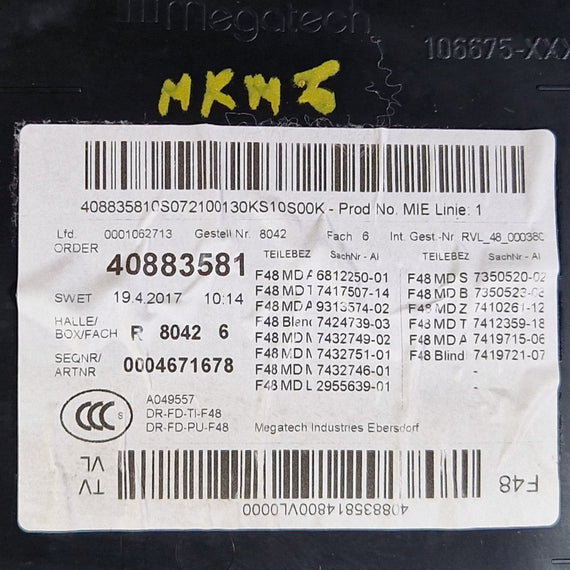 Megatech
106675-XXX
MKMZ
408835810S072100130KS10S00K - Prod No. MIE Linie: 1
Lfd. 0001062713 Gestell Nr. 8042 Fach 6 Int. Gest-Nr RVL_48_000380
ORDER 40883581
TEILEBEZ SachNr - AI TEILEBEZ SachNr - AI
F48 MD A 6812250-01 F48 MD S 7350520-02
F48 MD T 7417507-14 F48 MD B 7350523-08
F48 MD A 9313574-02 F48 MD Z 7410261-12
F48 Blend 7424739-03 F48 MD T 7412359-18
F48 MD M 7432749-02 F48 MD A 7419715-06
F48 MD M 7432751-01 F48 Blind 7419721-07
F48 MD M 7432746-01 -
F48 MD L 2955639-01 -
SWET 19.4.2017 10:14
HALLE/
BOX/FACH R 8042 6
SEQNR/
ARTNR 0004671678
CCC S
A049557
DR-FD-TI-F48
DR-FD-PU-F48
Megatech Industries Ebersdorf
TV
VL
408835814800VL0000
F48